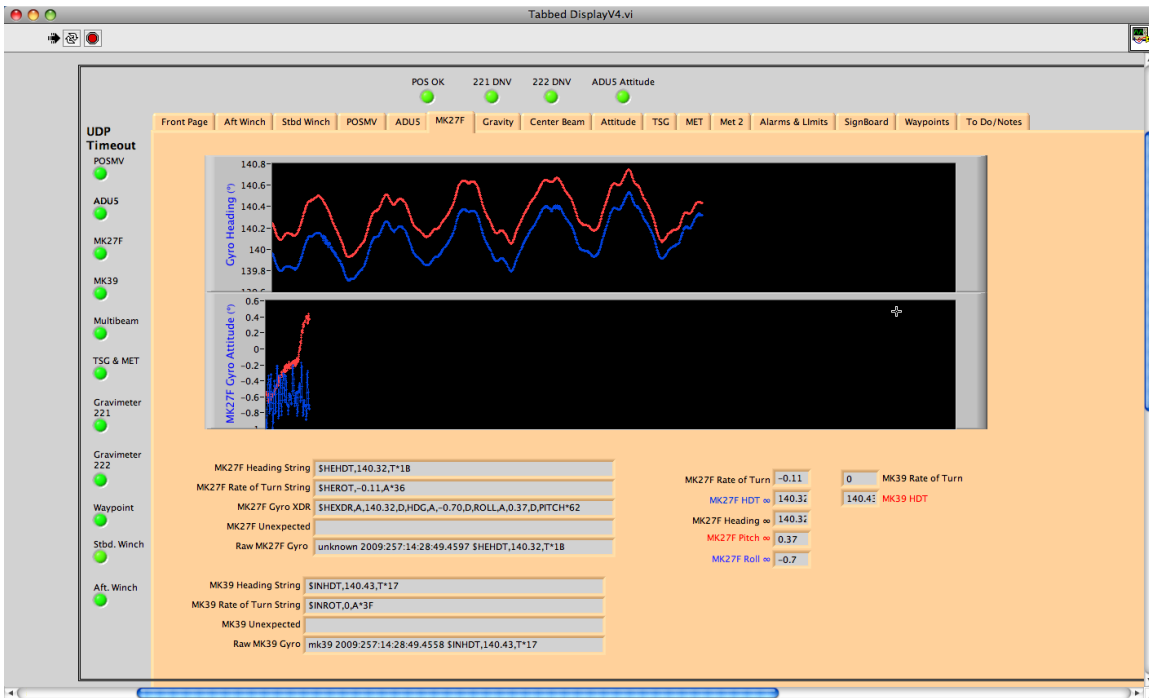 Tabbed DisplayV4.vi
POS OK 221 DNV 222 DNV ADU5 Attitude
Front Page Aft Winch Stbd Winch POSMV ADU5 MK27F Gravity Center Beam Attitude TSG MET Met 2 Alarms & LImits SignBoard Waypoints To Do/Notes
UDP
Timeout
POSMV
ADU5
MK27F
MK39
Multibeam
TSG & MET
Gravimeter
221
Gravimeter
222
Waypoint
Stbd. Winch
Aft. Winch
Gyro Heading (°)
140.8
140.6
140.4
140.2
140
139.8
139.6
MK27F Gyro Attitude (°)
0.6
0.4
0.2
0
-0.2
-0.4
-0.6
-0.8
MK27F Heading String $HEHDT,140.32,T*1B
MK27F Rate of Turn String $HEROT,-0.11,A*36
MK27F Gyro XDR $HEXDR,A,140.32,D,HDG,A,-0.70,D,ROLL,A,0.37,D,PITCH*62
MK27F Unexpected
Raw MK27F Gyro unknown 2009:257:14:28:49.4597 $HEHDT,140.32,T*1B
MK39 Heading String $INHDT,140.43,T*17
MK39 Rate of Turn String $INROT,0,A*3F
MK39 Unexpected
Raw MK39 Gyro mk39 2009:257:14:28:49.4558 $INHDT,140.43,T*17
MK27F Rate of Turn -0.11 0 MK39 Rate of Turn
MK27F HDT ∞ 140.32 140.43 MK39 HDT
MK27F Heading ∞ 140.32
MK27F Pitch ∞ 0.37
MK27F Roll ∞ -0.7